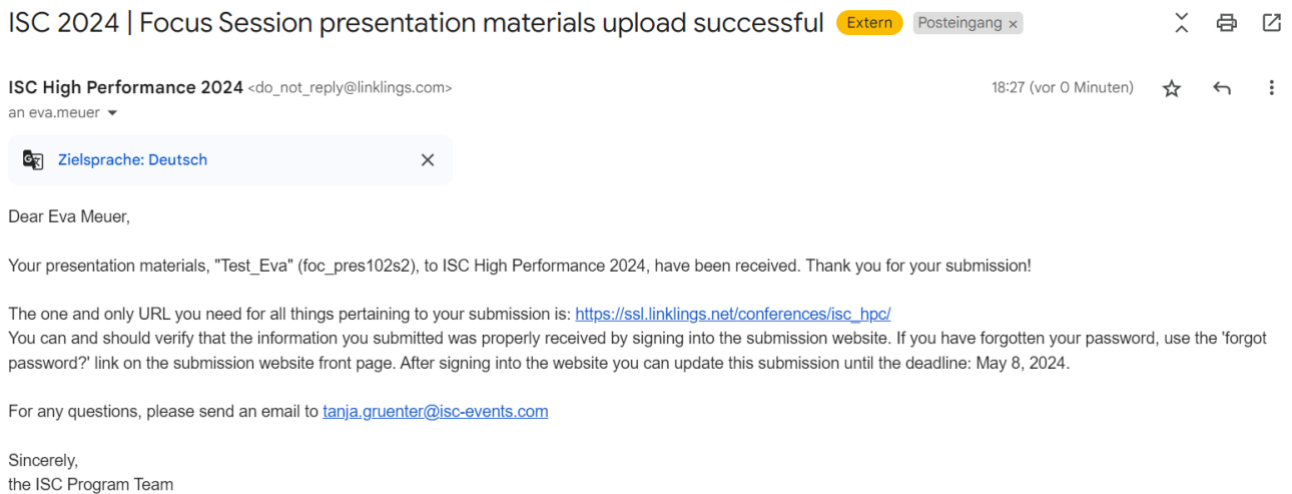 ISC 2024 | Focus Session presentation materials upload successful Extern Posteingang ×
ISC High Performance 2024 <do_not_reply@linklings.com> 18:27 (vor 0 Minuten)
an eva.meuer
Zielsprache: Deutsch
Dear Eva Meuer,
Your presentation materials, "Test_Eva" (foc_pres102s2), to ISC High Performance 2024, have been received. Thank you for your submission!
The one and only URL you need for all things pertaining to your submission is: https://ssl.linklings.net/conferences/isc_hpc/
You can and should verify that the information you submitted was properly received by signing into the submission website. If you have forgotten your password, use the 'forgot
password?' link on the submission website front page. After signing into the website you can update this submission until the deadline: May 8, 2024.
For any questions, please send an email to tanja.gruenter@isc-events.com
Sincerely,
the ISC Program Team